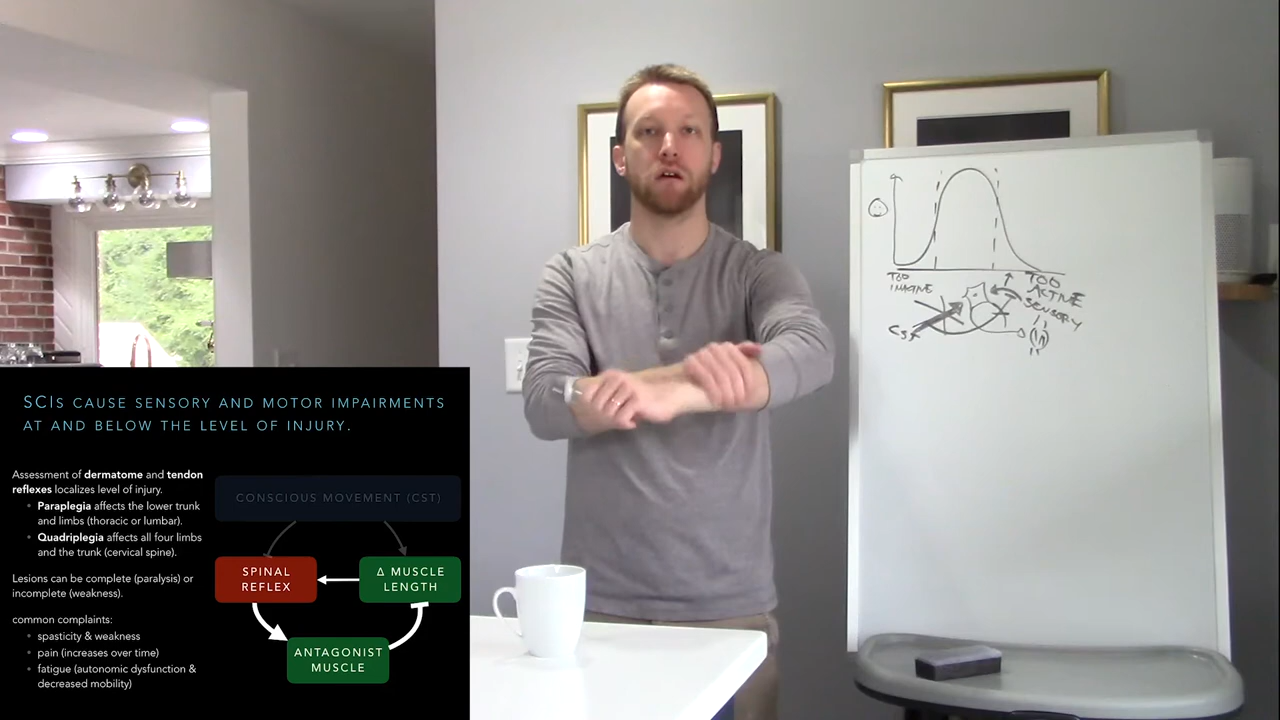 SCIs CAUSE SENSORY AND MOTOR IMPAIRMENTS
AT AND BELOW THE LEVEL OF INJURY.
Assessment of dermatome and tendon
reflexes localizes level of injury.
• Paraplegia affects the lower trunk
and limbs (thoracic or lumbar).
• Quadriplegia affects all four limbs
and the trunk (cervical spine).
Lesions can be complete (paralysis) or
incomplete (weakness).
common complaints:
• spasticity & weakness
• pain (increases over time)
• fatigue (autonomic dysfunction &
decreased mobility)
CONSCIOUS MOVEMENT (CST)
SPINAL
REFLEX
Δ MUSCLE
LENGTH
ANTAGONIST
MUSCLE
TOO
INACTIVE
TOO
ACTIVE
SENSORY
CST